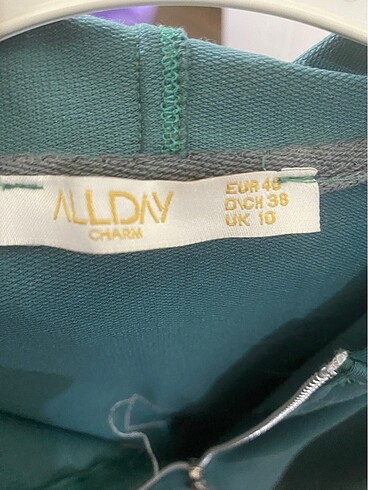 ALLDAY
CHARM
EUR 40
D\CH 38
UK 10